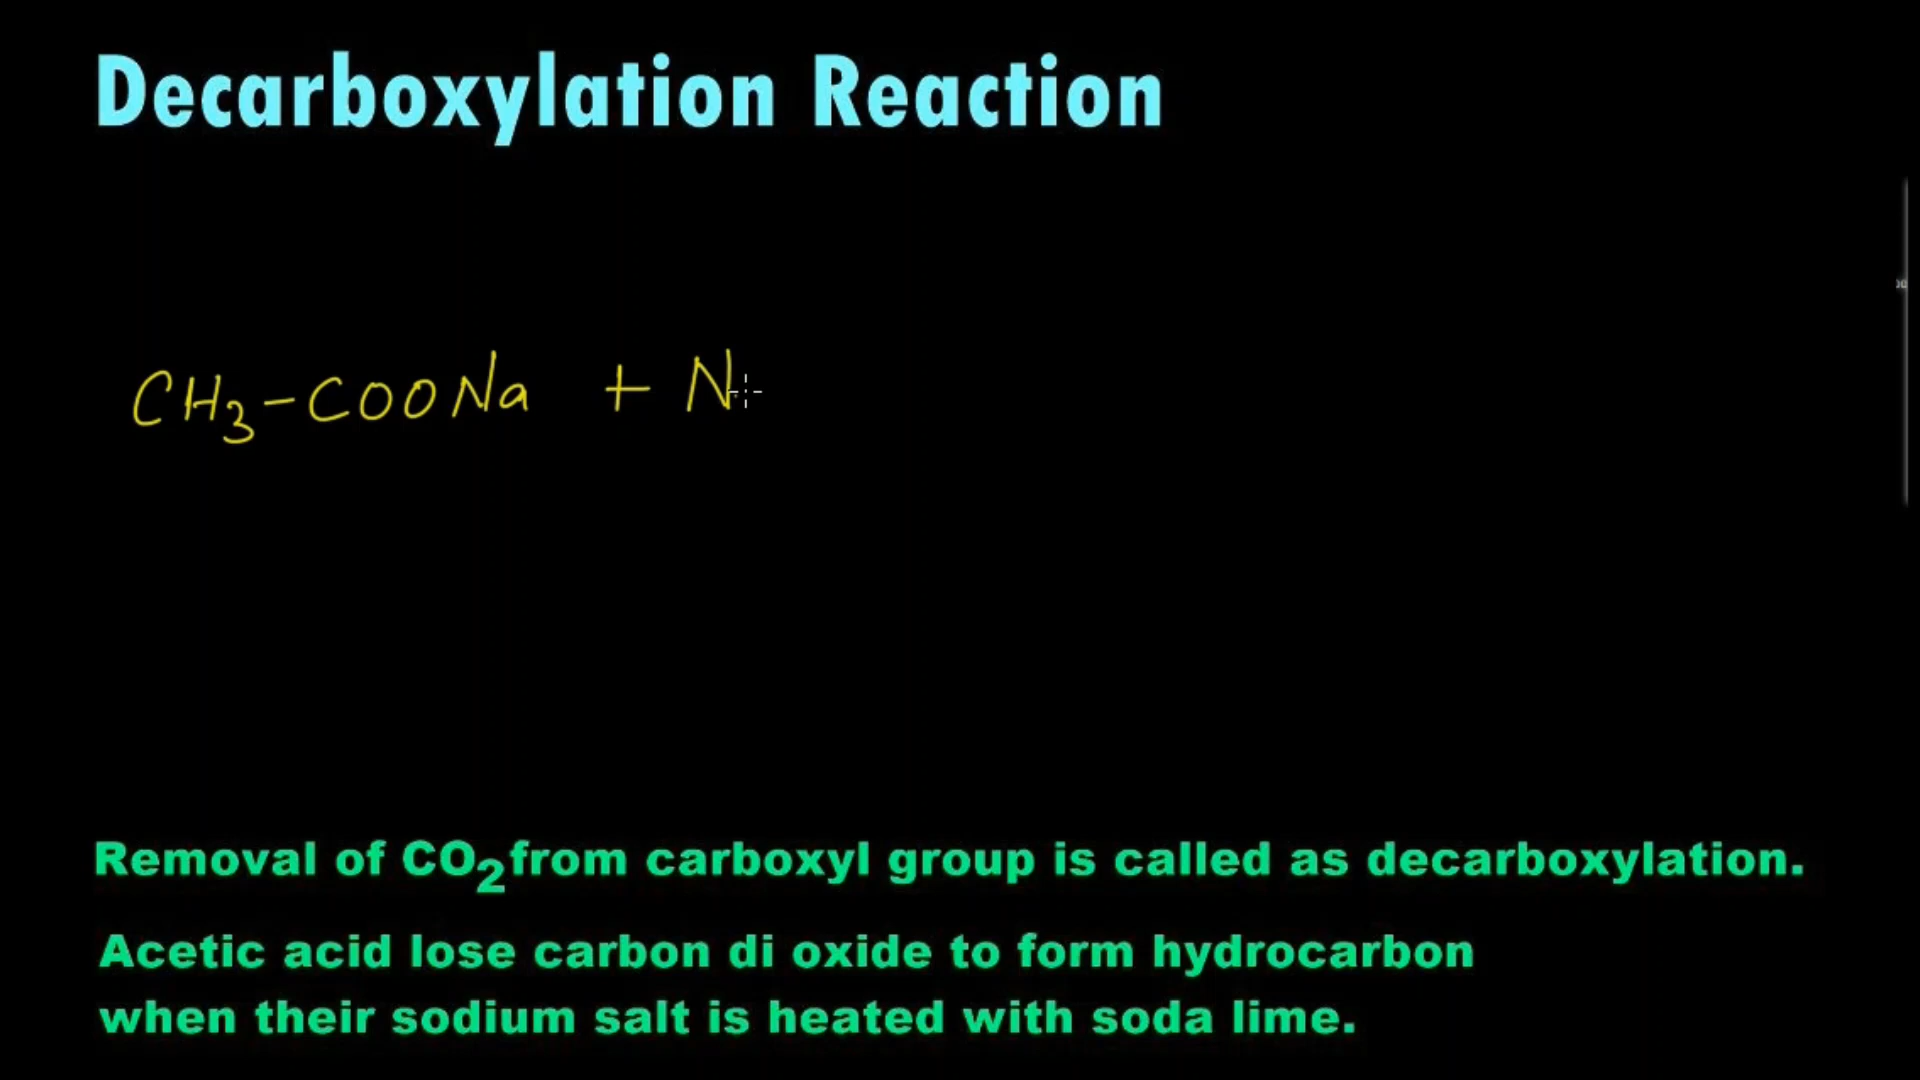 Decarboxylation Reaction
CH3-COONa + N
Removal of CO2 from carboxyl group is called as decarboxylation.
Acetic acid lose carbon di oxide to form hydrocarbon
when their sodium salt is heated with soda lime.